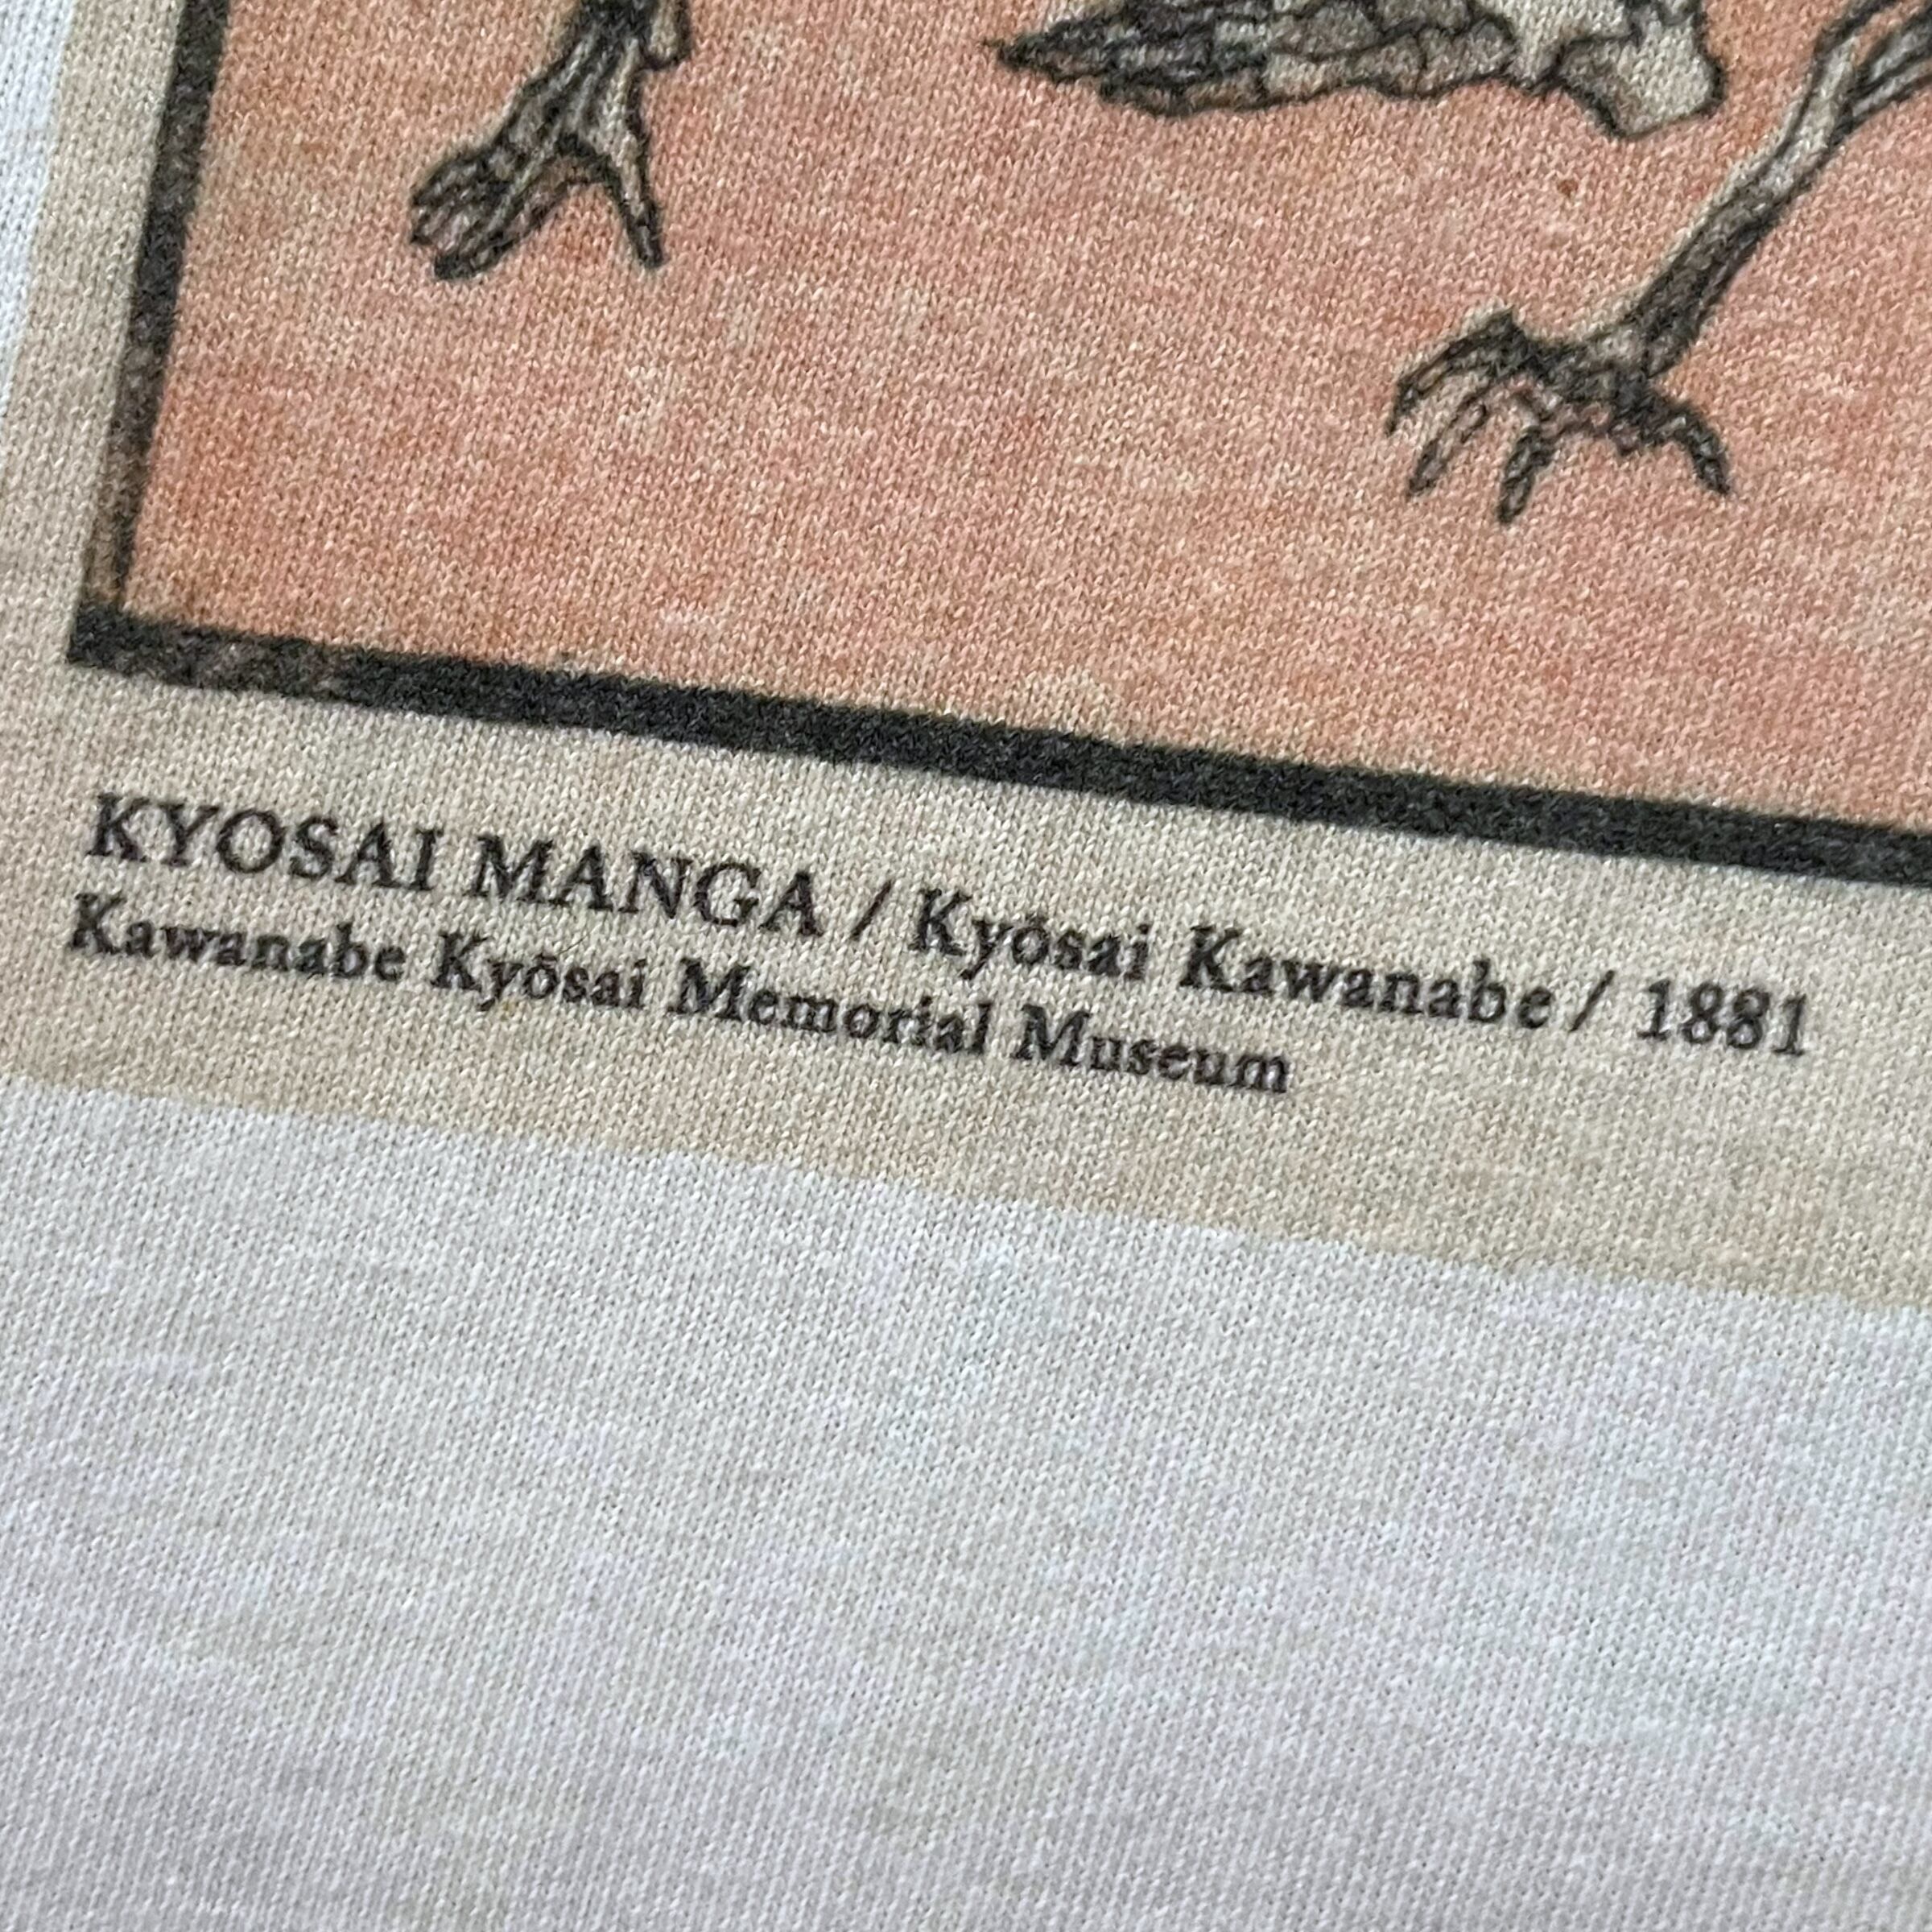 KYOSAI MANGA / Kyōsai Kawanabe / 1881
Kawanabe Kyōsai Memorial Museum